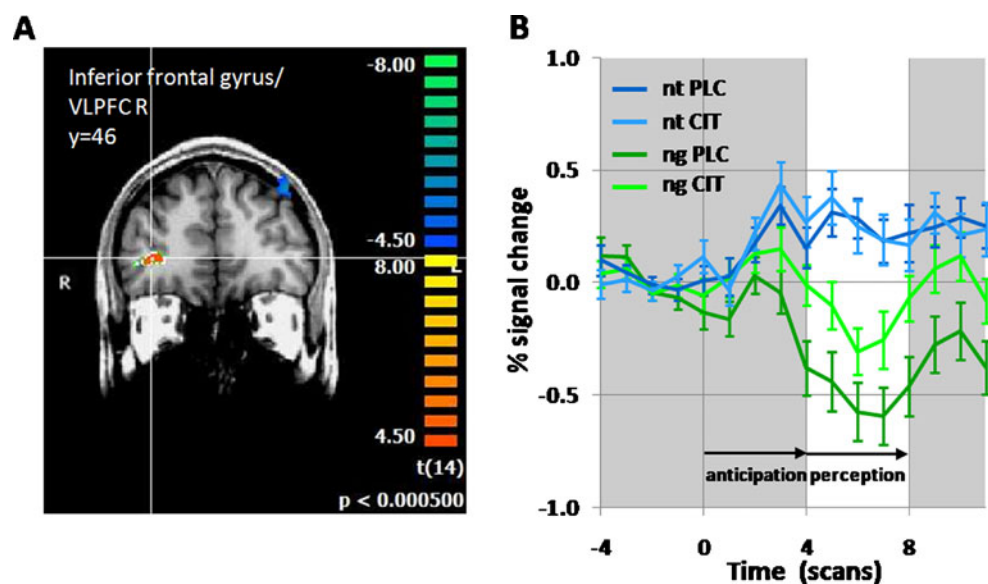 A
Inferior frontal gyrus/
VLPFC R
y=46
R
L
-8.00
-4.50
8.00
4.50
t(14)
p < 0.000500
B
% signal change
1.0
0.5
0.0
-0.5
-1.0
nt PLC
nt CIT
ng PLC
ng CIT
anticipation perception
-4 0 4 8
Time (scans)